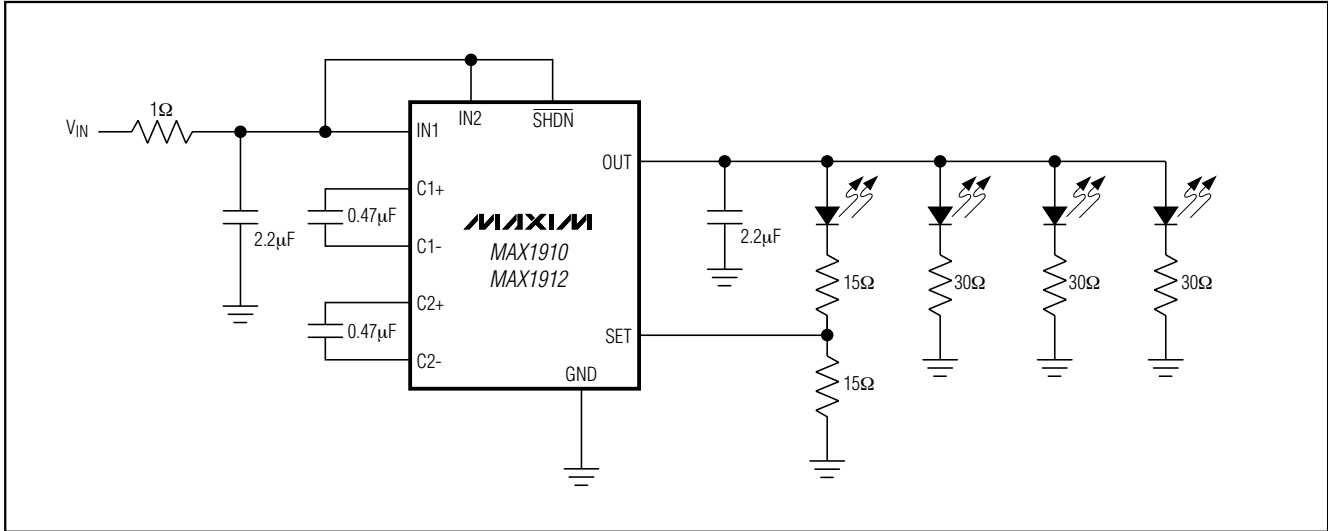 1Ω
VIN
IN1
IN2
SHDN
OUT
C1+
0.47µF
C1-
2.2µF
C2+
0.47µF
C2-
MAXIM
MAX1910
MAX1912
SET
GND
2.2µF
15Ω
30Ω
30Ω
30Ω
15Ω